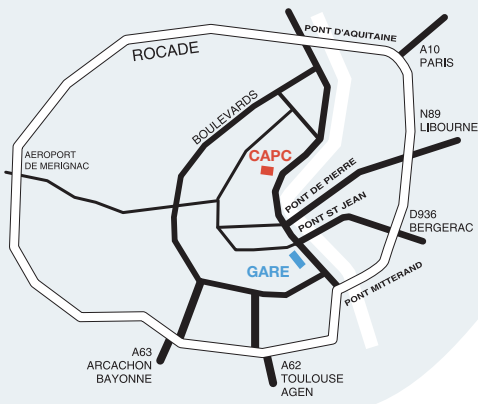 PONT D'AQUITAINE
ROCADE
A10
PARIS
BOULEVARDS
N89
LIBOURNE
CAPC
AEROPORT
DE MERIGNAC
PONT DE PIERRE
PONT ST JEAN
D936
BERGERAC
GARE
PONT MITTERAND
A63
ARCACHON
BAYONNE
A62
TOULOUSE
AGEN